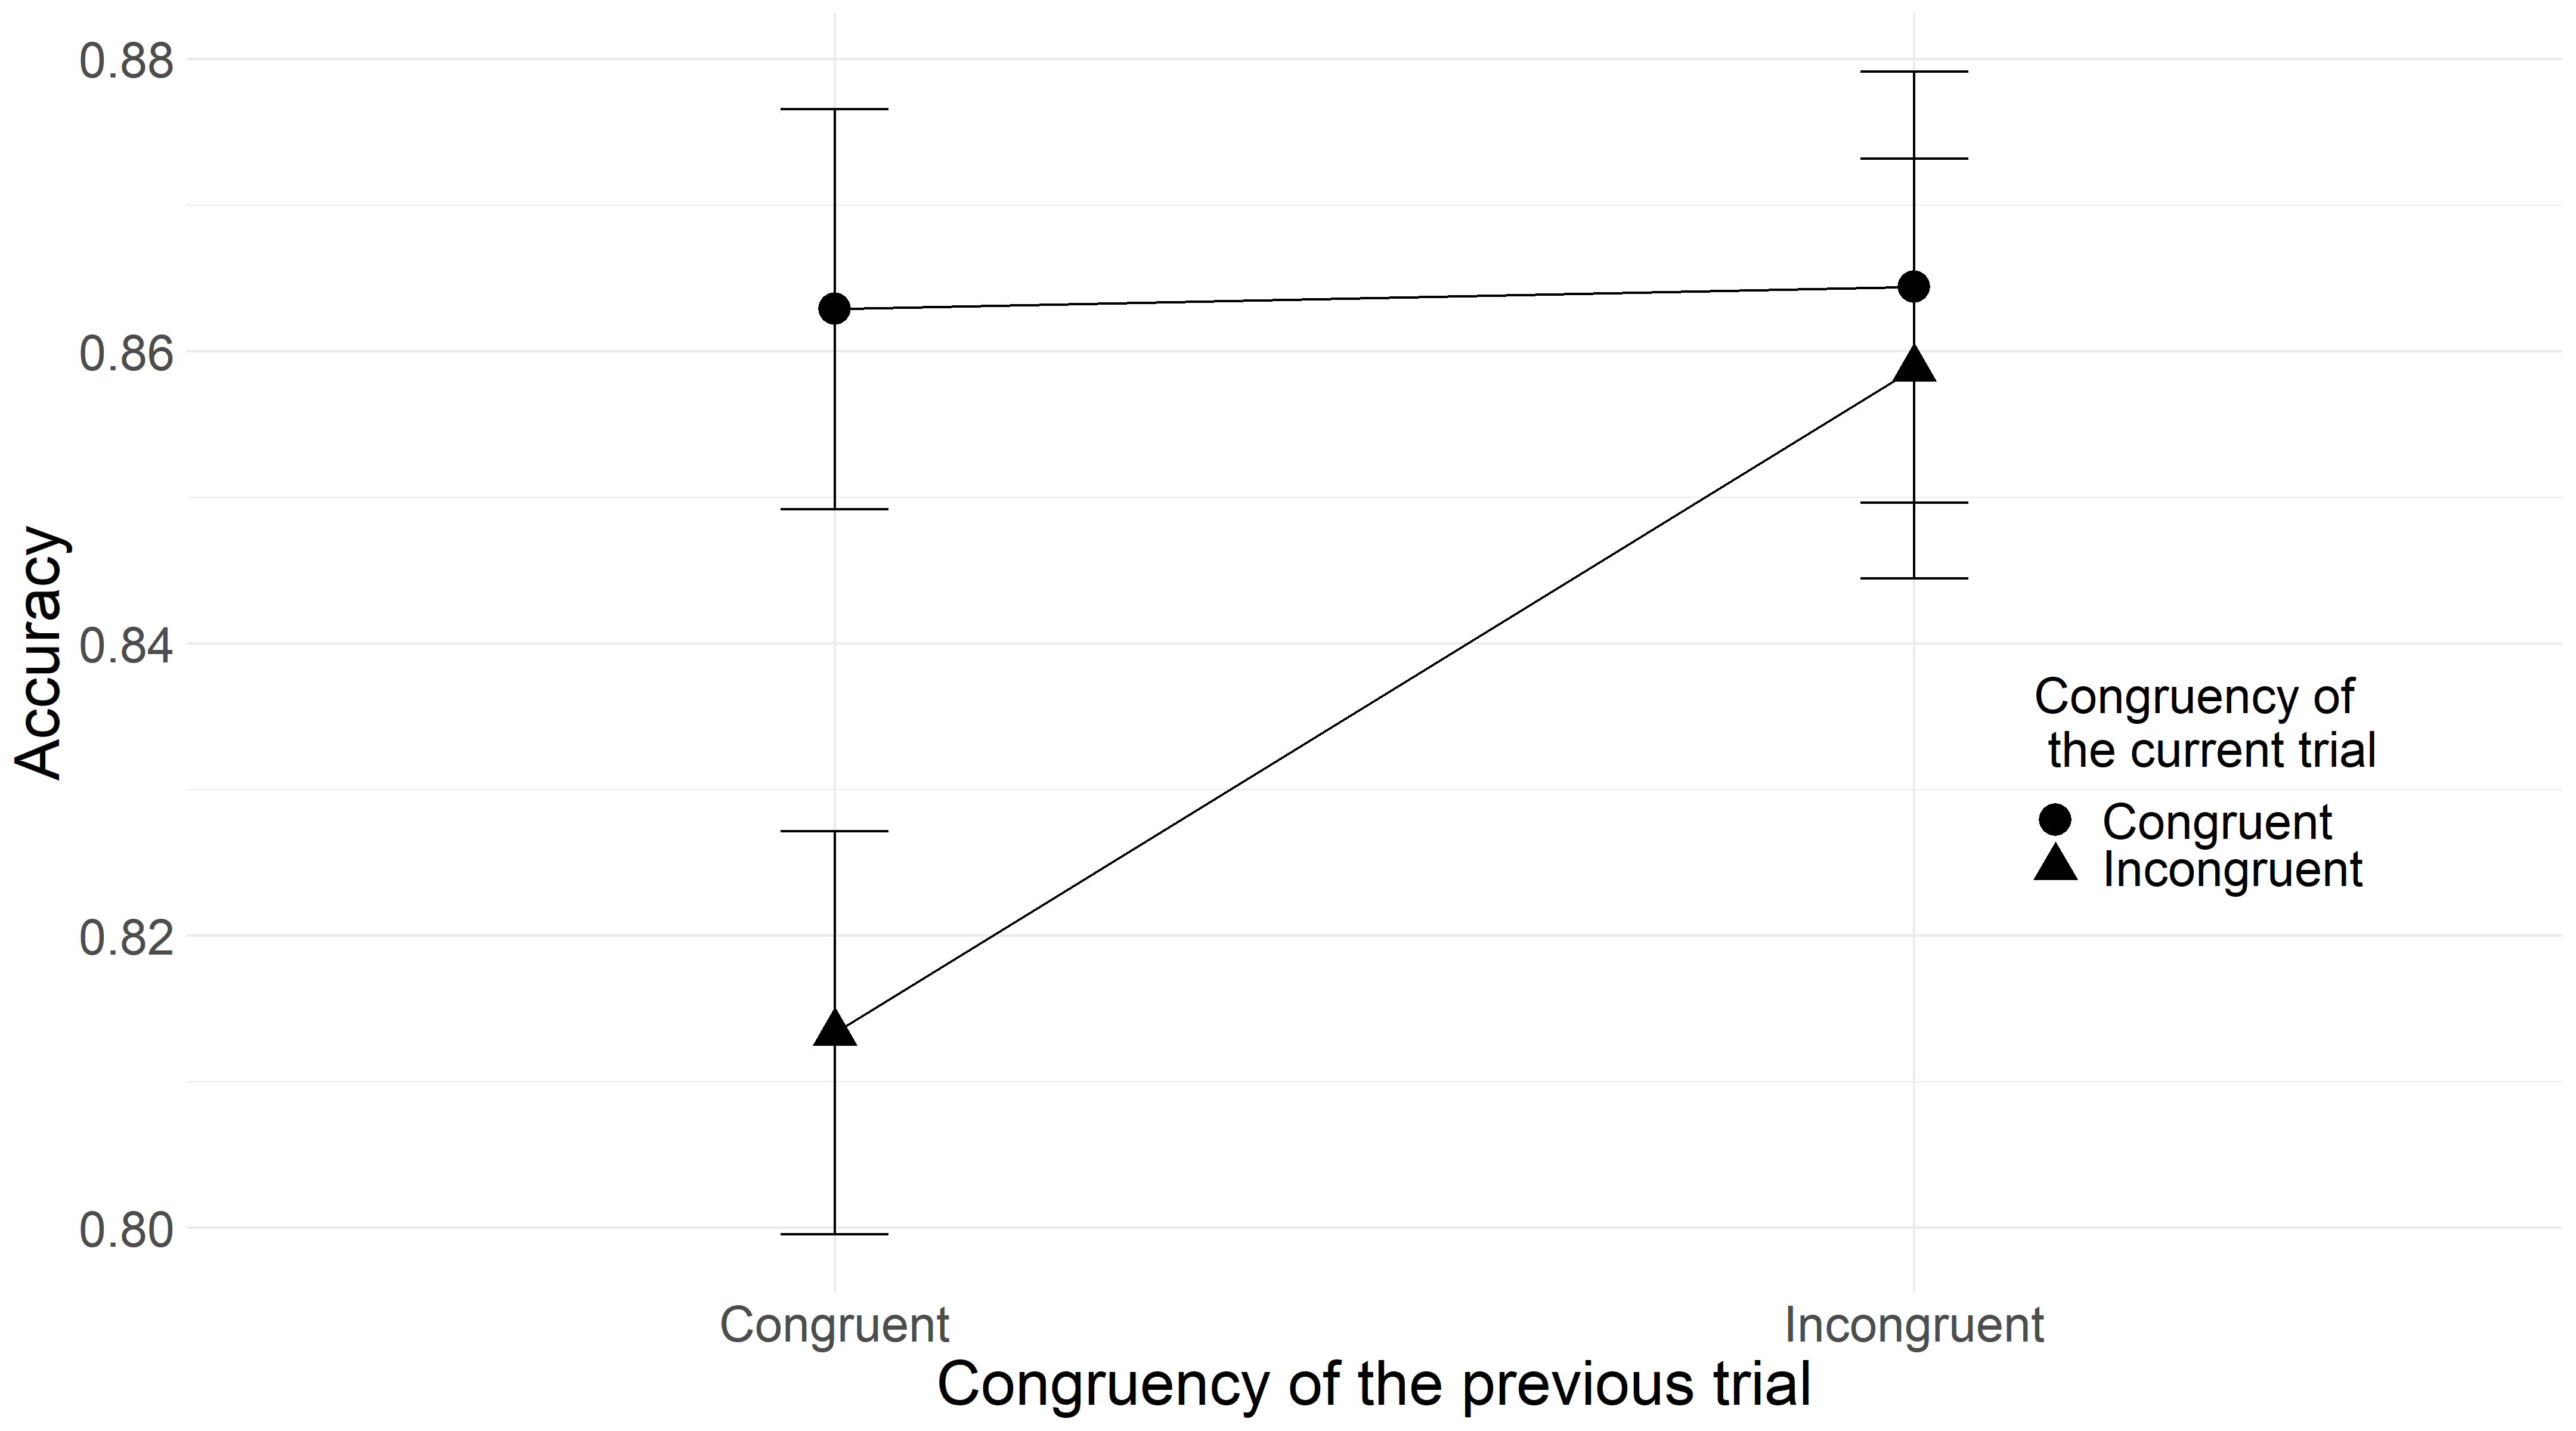 0.88
0.86
0.84
0.82
0.80
Accuracy
Congruency of
the current trial
Congruent
Incongruent
Congruent
Incongruent
Congruency of the previous trial